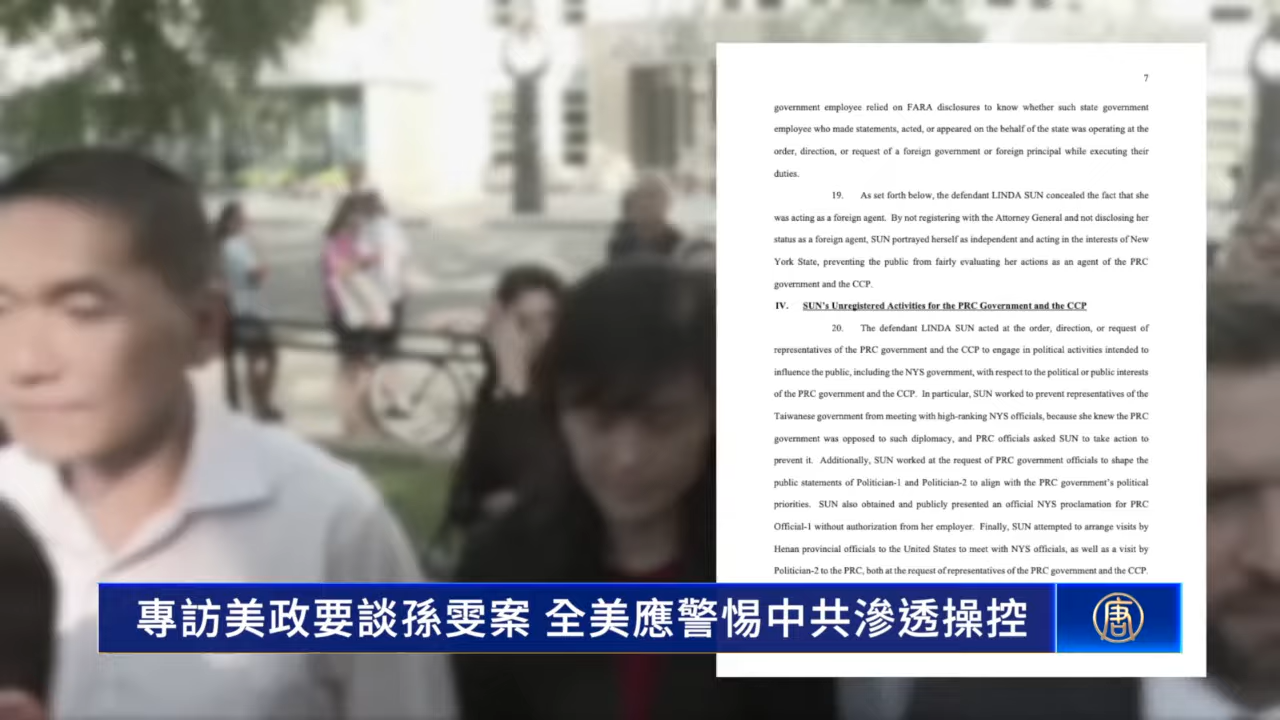 7
government employee relied on FARA disclosures to know whether such state government
employee who made statements, acted, or appeared on the behalf of the state was operating at the
order, direction, or request of a foreign government or foreign principal while executing their
duties.
19. As set forth below, the defendant LINDA SUN concealed the fact that she
was acting as a foreign agent. By not registering with the Attorney General and not disclosing her
status as a foreign agent, SUN portrayed herself as independent and acting in the interests of New
York State, preventing the public from fairly evaluating her actions as an agent of the PRC
government and the CCP.
IV. SUN's Unregistered Activities for the PRC Government and the CCP
20. The defendant LINDA SUN acted at the order, direction, or request of
representatives of the PRC government and the CCP to engage in political activities intended to
influence the public, including the NYS government, with respect to the political or public interests
of the PRC government and the CCP. In particular, SUN worked to prevent representatives of the
Taiwanese government from meeting with high-ranking NYS officials, because she knew the PRC
government was opposed to such diplomacy, and PRC officials asked SUN to take action to
prevent it. Additionally, SUN worked at the request of PRC government officials to shape the
public statements of Politician-1 and Politician-2 to align with the PRC government's political
priorities. SUN also obtained and publicly presented an official NYS proclamation for PRC
Official-1 without authorization from her employer. Finally, SUN attempted to arrange visits by
Henan provincial officials to the United States to meet with NYS officials, as well as a visit by
Politician-2 to the PRC, both at the request of representatives of the PRC government and the CCP.
專訪美政要談孫雯案 全美應警惕中共滲透操控
唐